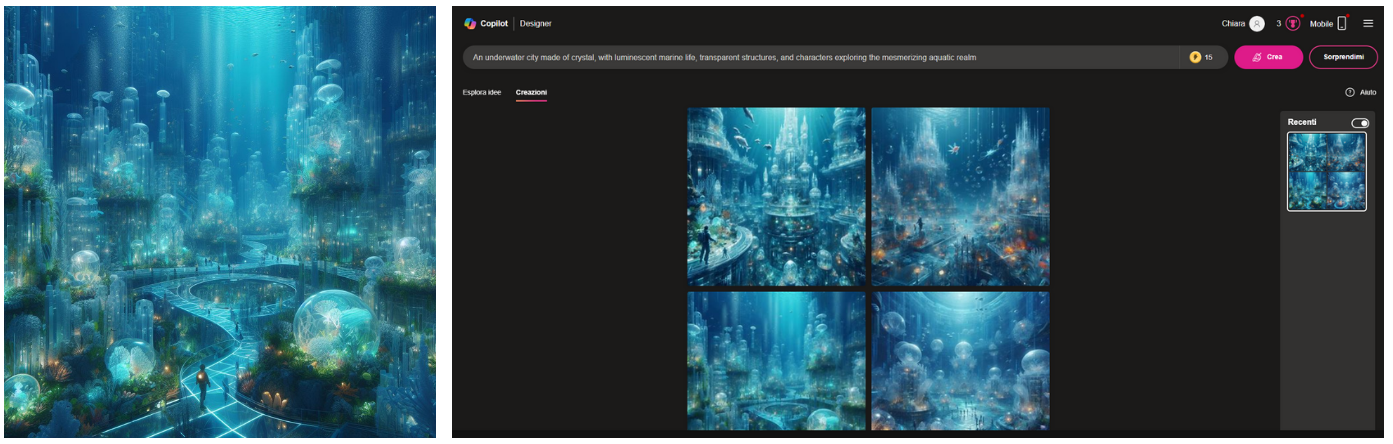 Copilot | Designer
Chiara 3 Mobile
An underwater city made of crystal, with luminescent marine life, transparent structures, and characters exploring the mesmerizing aquatic realm 15 Crea Sorprendimi
Esplora idee Creazioni Aiuto
Recenti